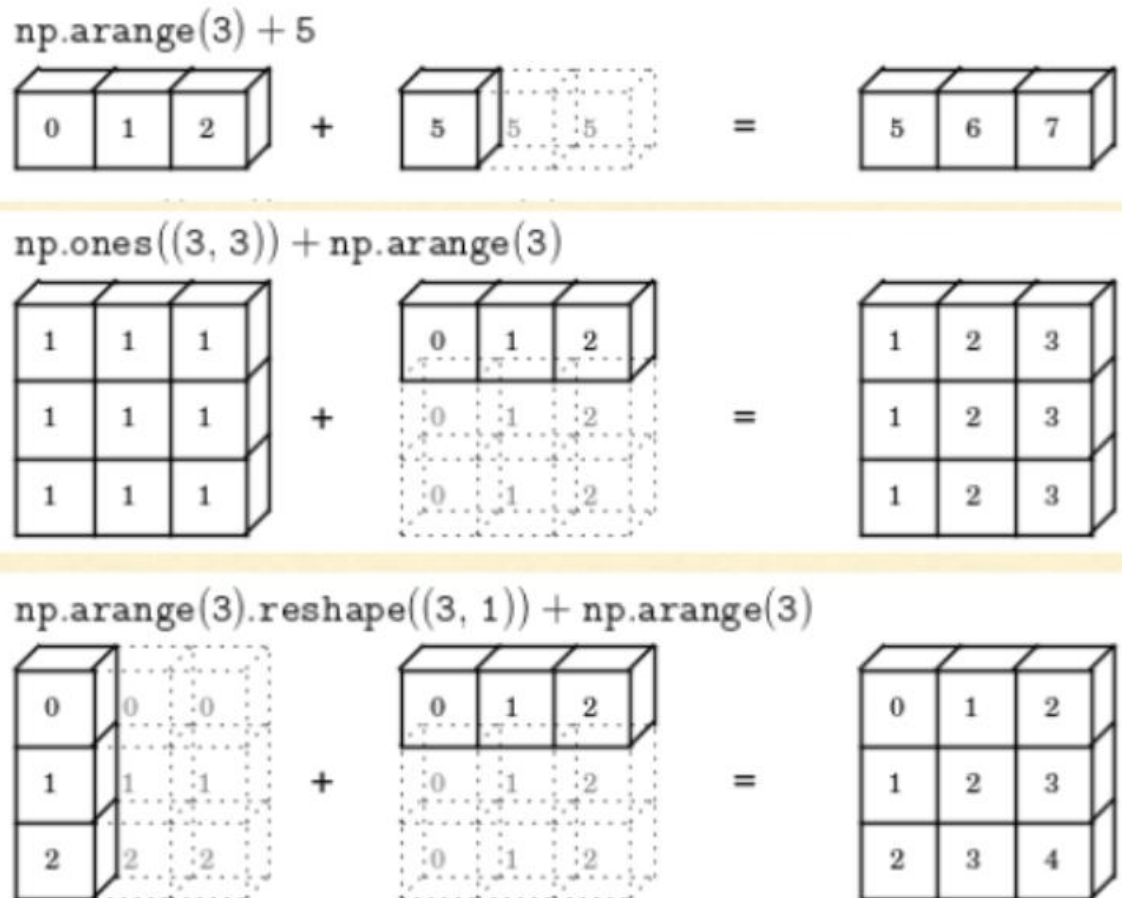 np.arange(3) + 5
0 1 2 + 5 5 5 = 5 6 7
np.ones((3, 3)) + np.arange(3)
1 1 1 0 1 2 1 2 3
1 1 1 + 0 1 2 = 1 2 3
1 1 1 0 1 2 1 2 3
np.arange(3).reshape((3, 1)) + np.arange(3)
0 0 0 0 1 2 0 1 2
1 1 1 + 0 1 2 = 1 2 3
2 2 2 0 1 2 2 3 4